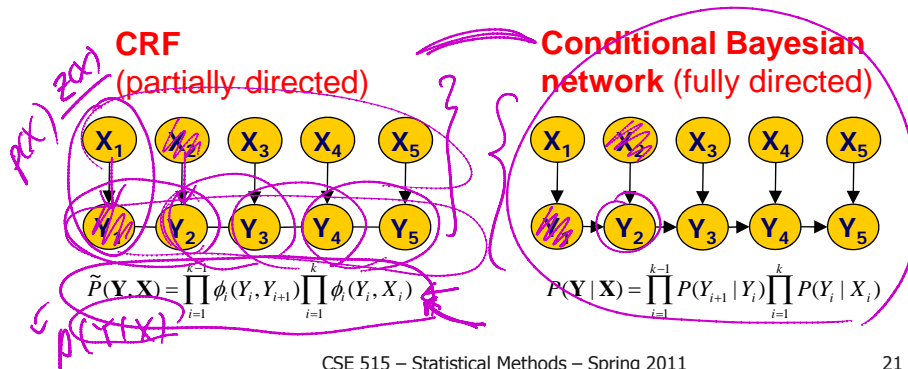 CRF
(partially directed)
P(X) Z(X)
X1 X2 X3 X4 X5
Y1 Y2 Y3 Y4 Y5
P̃(Y, X) = ∏_{i=1}^{k-1} ϕ_i(Y_i, Y_{i+1}) ∏_{i=1}^{k} ϕ_i(Y_i, X_i)
P(Y|X)
Conditional Bayesian
network (fully directed)
X1 X2 X3 X4 X5
Y1 Y2 Y3 Y4 Y5
P(Y | X) = ∏_{i=1}^{k-1} P(Y_{i+1} | Y_i) ∏_{i=1}^{k} P(Y_i | X_i)
CSE 515 – Statistical Methods – Spring 2011 21